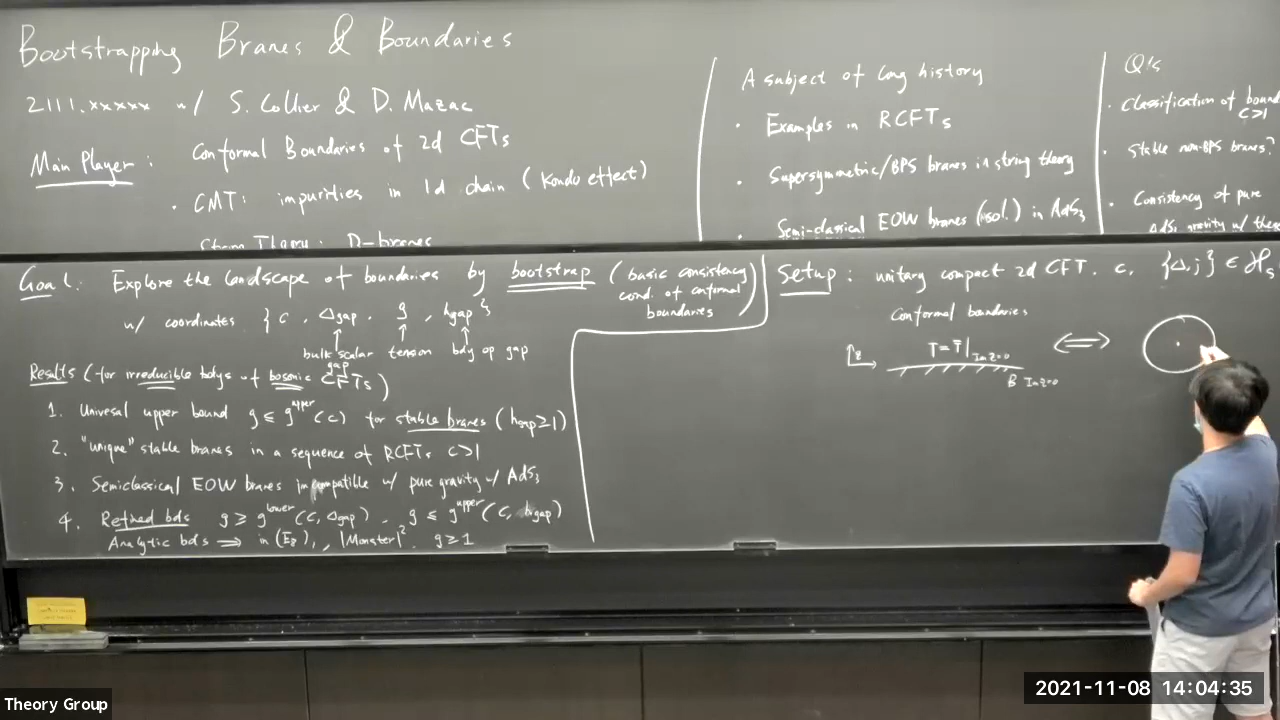 Bootstrapping Branes & Boundaries
2111.xxxxx w/ S. Collier & D. Mazac
Main Player: Conformal Boundaries of 2d CFTs
· CMT: impurities in 1d chain (Kondo effect)
String Theory: D-branes
A subject of long history
· Examples in RCFTs
· Supersymmetric/BPS branes in string theory
· Semi-classical EOW branes (sol.) in AdS3
Q's
· Classification of bound
c>1
· Stable non-BPS branes?
· Consistency of pure
AdS3 gravity w/ these
Goal: Explore the landscape of boundaries by bootstrap (basic consistency
cond. of conformal
boundaries)
w/ coordinates { c, Δgap, g, hgap }
↑ ↑ ↑
bulk scalar gap tension bdy op gap
Results (for irreducible bdys of bosonic CFTs)
1. Univesal upper bound g ≤ g^upper(c) for stable branes (hgap ≥ 1)
2. "unique" stable branes in a sequence of RCFTs c>1
3. Semiclassical EOW branes incompatible w/ pure gravity w/ AdS3
4. Refined bds g ≥ g^lower(c, Δgap), g ≤ g^upper(c, hgap)
Analytic bds ⇒ in (E8)1, |Monster|². g ≥ 1
Setup: unitary compact 2d CFT. c, {Δ, j} ∈ ℋS
Conformal boundaries
z T = T̄ |Im z=0 ⟺
B Im z=0
Theory Group
2021-11-08 14:04:35